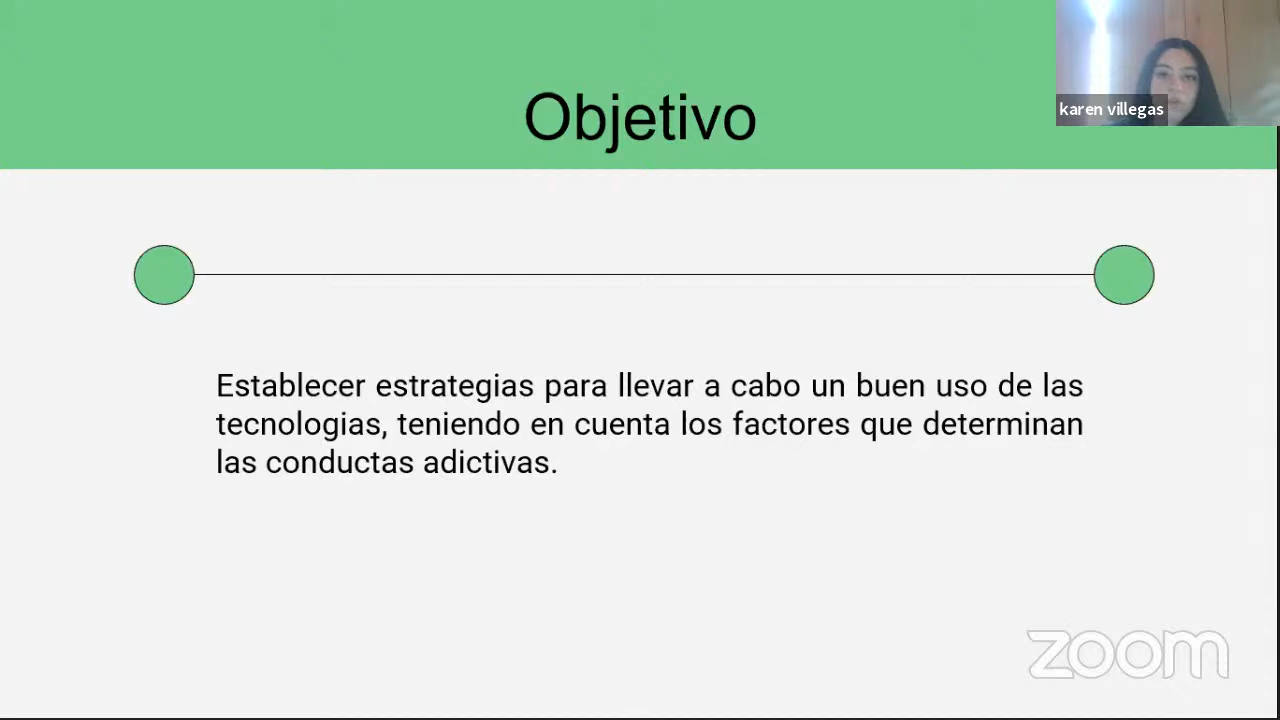 Objetivo
karen villegas
Establecer estrategias para llevar a cabo un buen uso de las
tecnologias, teniendo en cuenta los factores que determinan
las conductas adictivas.
zoom